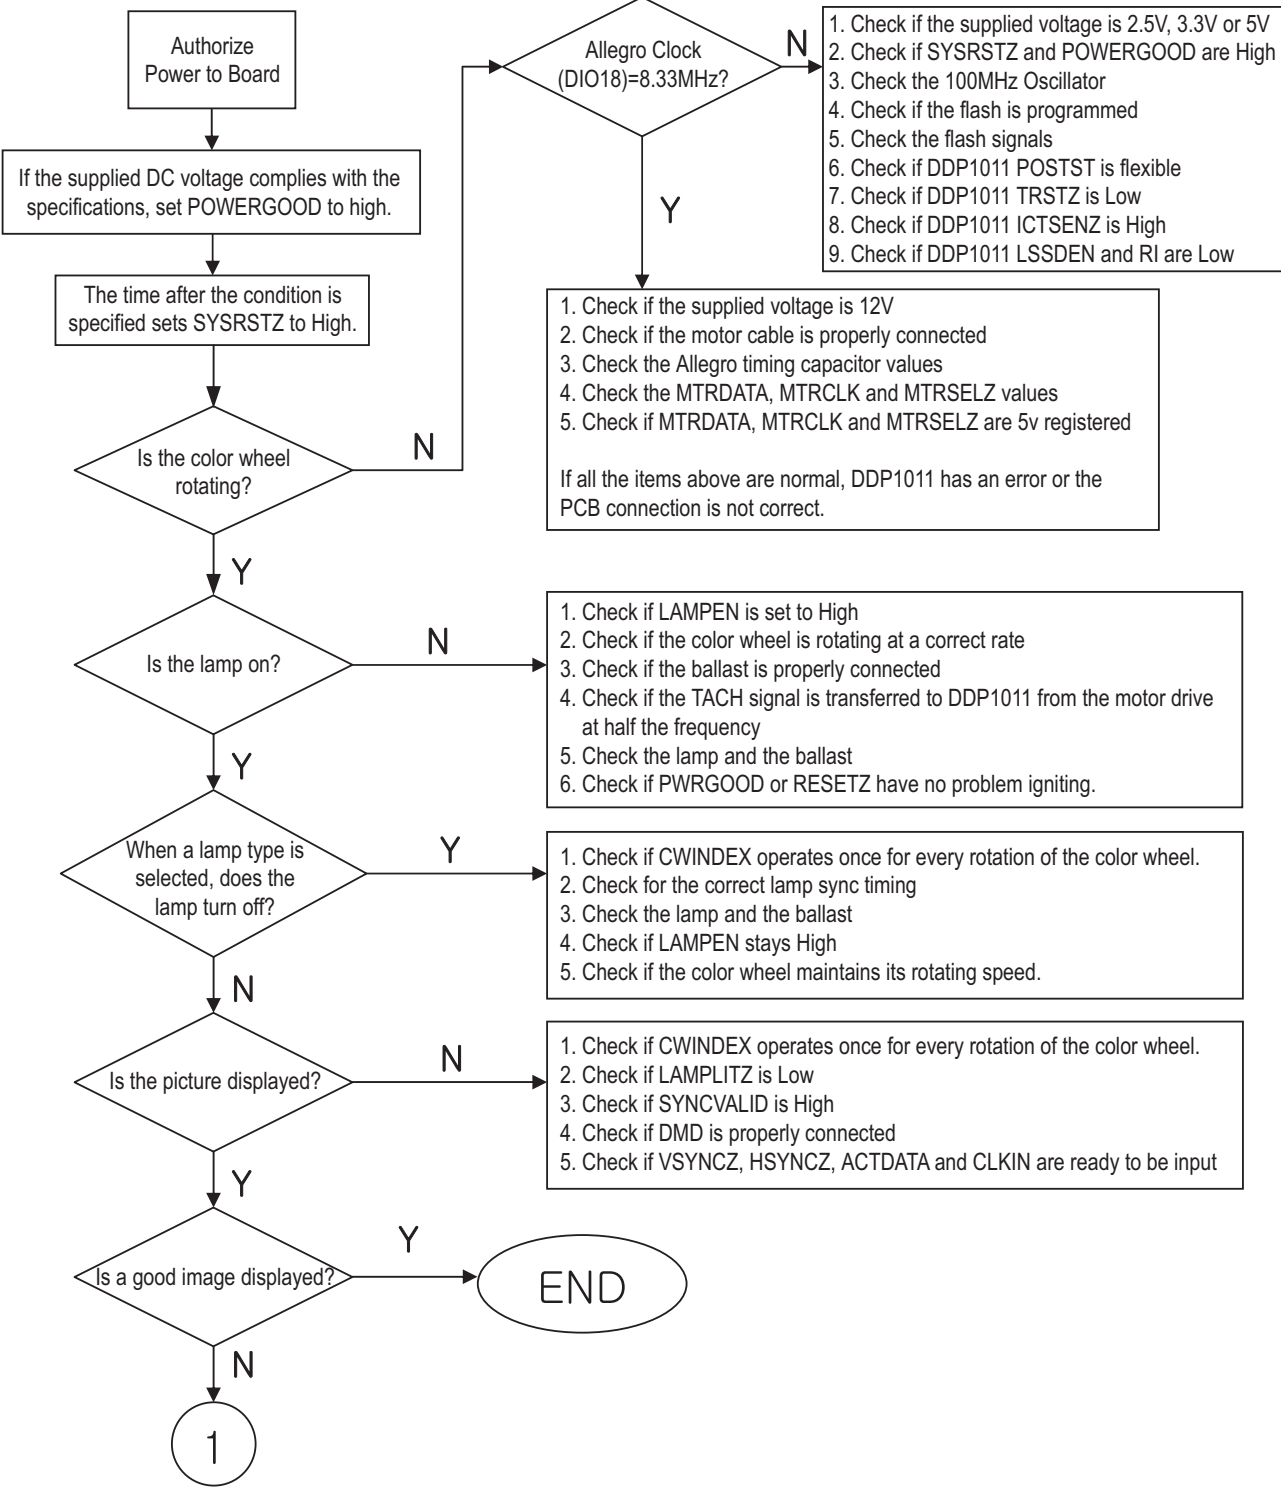 Authorize
Power to Board
If the supplied DC voltage complies with the
specifications, set POWERGOOD to high.
The time after the condition is
specified sets SYSRSTZ to High.
Is the color wheel
rotating?
N
Y
Allegro Clock
(DIO18)=8.33MHz?
N
Y
1. Check if the supplied voltage is 2.5V, 3.3V or 5V
2. Check if SYSRSTZ and POWERGOOD are High
3. Check the 100MHz Oscillator
4. Check if the flash is programmed
5. Check the flash signals
6. Check if DDP1011 POSTST is flexible
7. Check if DDP1011 TRSTZ is Low
8. Check if DDP1011 ICTSENZ is High
9. Check if DDP1011 LSSDEN and RI are Low
1. Check if the supplied voltage is 12V
2. Check if the motor cable is properly connected
3. Check the Allegro timing capacitor values
4. Check the MTRDATA, MTRCLK and MTRSELZ values
5. Check if MTRDATA, MTRCLK and MTRSELZ are 5v registered
If all the items above are normal, DDP1011 has an error or the
PCB connection is not correct.
Is the lamp on?
N
Y
1. Check if LAMPEN is set to High
2. Check if the color wheel is rotating at a correct rate
3. Check if the ballast is properly connected
4. Check if the TACH signal is transferred to DDP1011 from the motor drive
at half the frequency
5. Check the lamp and the ballast
6. Check if PWRGOOD or RESETZ have no problem igniting.
When a lamp type is
selected, does the
lamp turn off?
Y
N
1. Check if CWINDEX operates once for every rotation of the color wheel.
2. Check for the correct lamp sync timing
3. Check the lamp and the ballast
4. Check if LAMPEN stays High
5. Check if the color wheel maintains its rotating speed.
Is the picture displayed?
N
Y
1. Check if CWINDEX operates once for every rotation of the color wheel.
2. Check if LAMPLITZ is Low
3. Check if SYNCVALID is High
4. Check if DMD is properly connected
5. Check if VSYNCZ, HSYNCZ, ACTDATA and CLKIN are ready to be input
Is a good image displayed?
Y
END
N
1